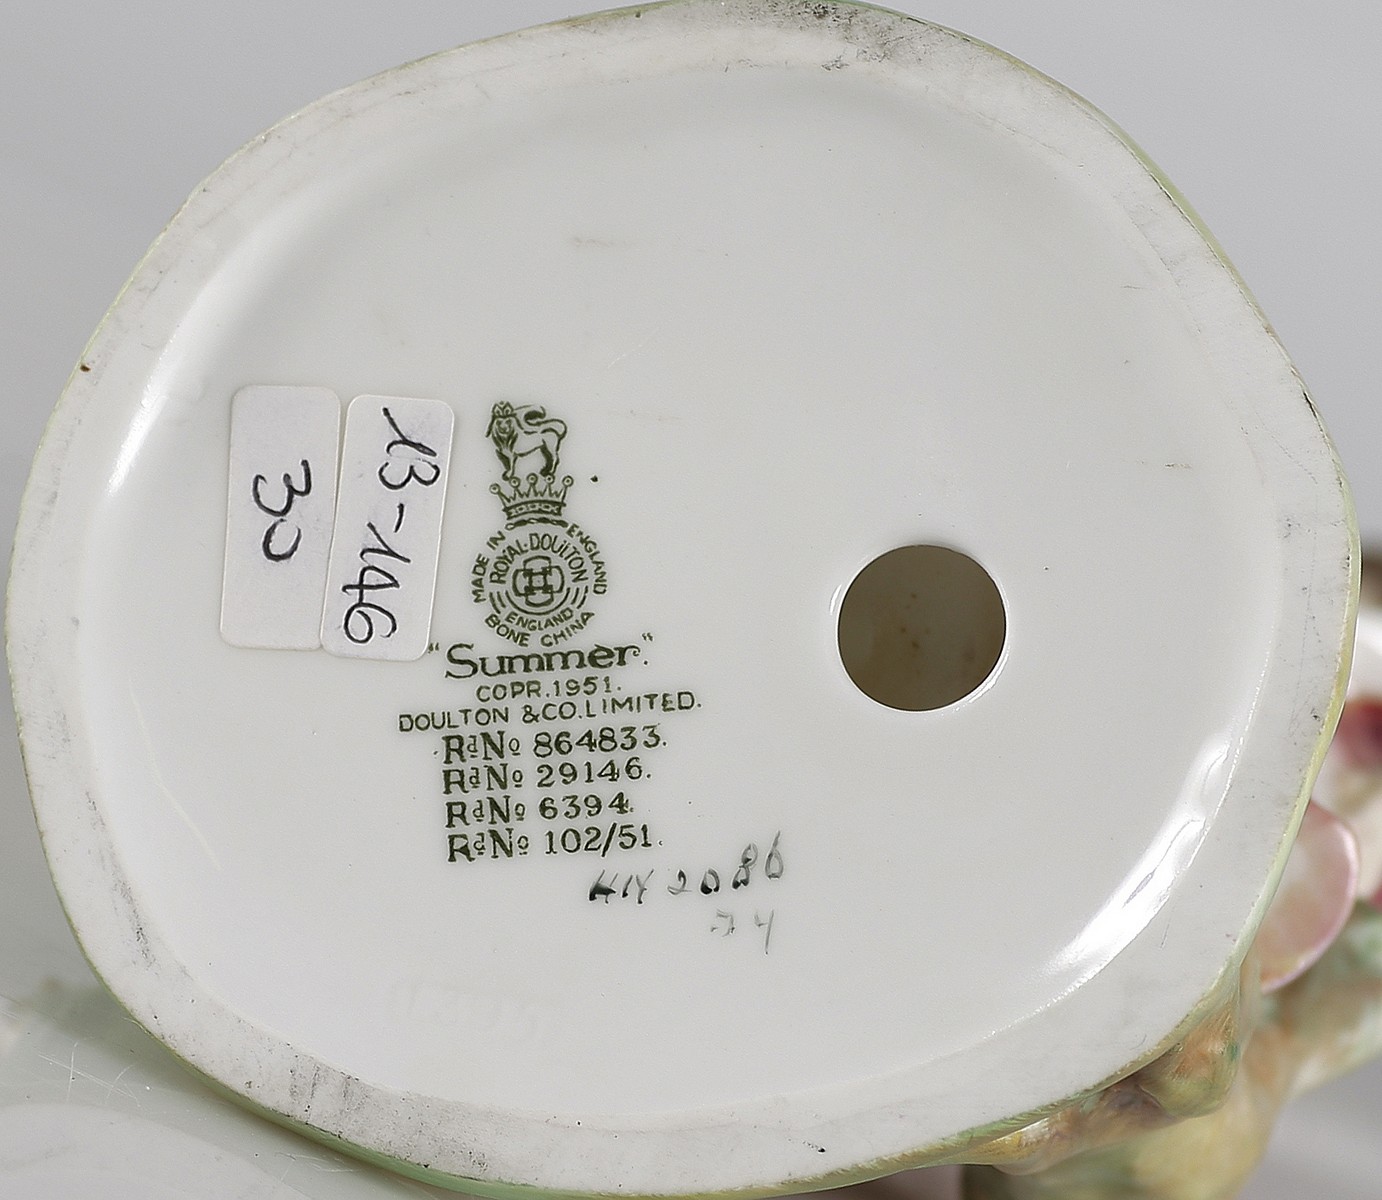 30
13-146
MADE IN ENGLAND
ROYAL·DOULTON
ENGLAND
BONE CHINA
"Summer".
COPR.1951.
DOULTON &CO.LIMITED.
RdNo 864833.
RdNo 29146.
RdNo 6394.
RdNo 102/51.
HN 2086